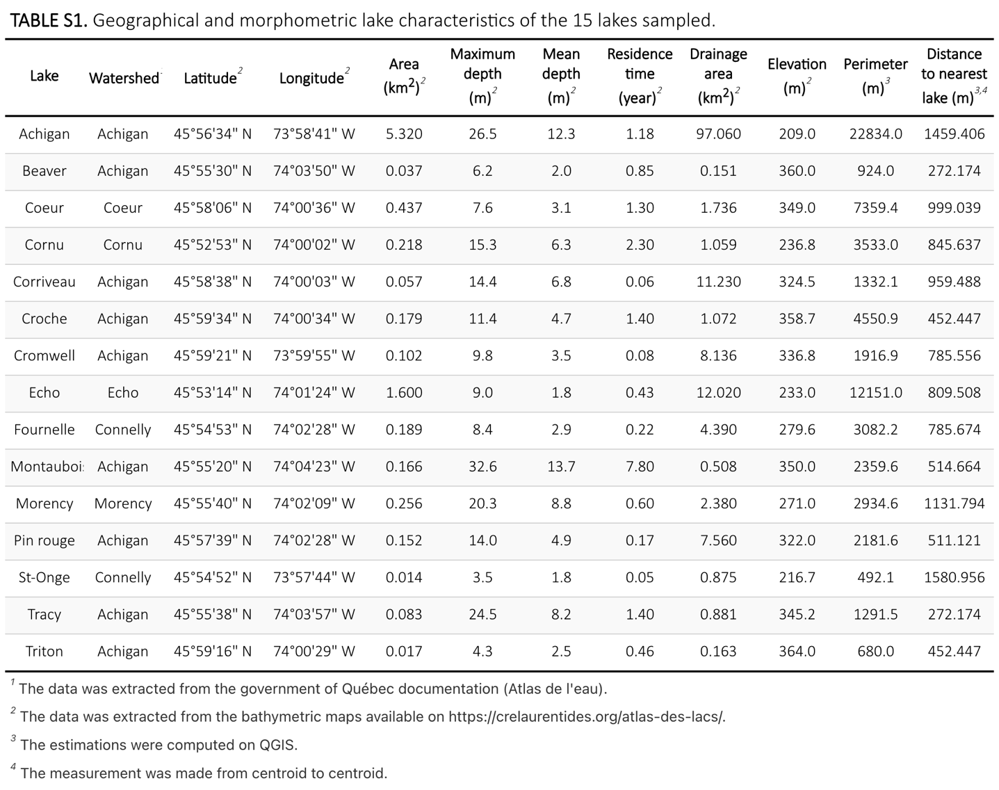 TABLE S1. Geographical and morphometric lake characteristics of the 15 lakes sampled.
Lake Watershed Latitude² Longitude² Area (km²)² Maximum depth (m)² Mean depth (m)² Residence time (year)² Drainage area (km²)² Elevation (m)² Perimeter (m)³ Distance to nearest lake (m)³,⁴
Achigan Achigan 45°56'34" N 73°58'41" W 5.320 26.5 12.3 1.18 97.060 209.0 22834.0 1459.406
Beaver Achigan 45°55'30" N 74°03'50" W 0.037 6.2 2.0 0.85 0.151 360.0 924.0 272.174
Coeur Coeur 45°58'06" N 74°00'36" W 0.437 7.6 3.1 1.30 1.736 349.0 7359.4 999.039
Cornu Cornu 45°52'53" N 74°00'02" W 0.218 15.3 6.3 2.30 1.059 236.8 3533.0 845.637
Corriveau Achigan 45°58'38" N 74°00'03" W 0.057 14.4 6.8 0.06 11.230 324.5 1332.1 959.488
Croche Achigan 45°59'34" N 74°00'34" W 0.179 11.4 4.7 1.40 1.072 358.7 4550.9 452.447
Cromwell Achigan 45°59'21" N 73°59'55" W 0.102 9.8 3.5 0.08 8.136 336.8 1916.9 785.556
Echo Echo 45°53'14" N 74°01'24" W 1.600 9.0 1.8 0.43 12.020 233.0 12151.0 809.508
Fournelle Connelly 45°54'53" N 74°02'28" W 0.189 8.4 2.9 0.22 4.390 279.6 3082.2 785.674
Montauboi Achigan 45°55'20" N 74°04'23" W 0.166 32.6 13.7 7.80 0.508 350.0 2359.6 514.664
Morency Morency 45°55'40" N 74°02'09" W 0.256 20.3 8.8 0.60 2.380 271.0 2934.6 1131.794
Pin rouge Achigan 45°57'39" N 74°02'28" W 0.152 14.0 4.9 0.17 7.560 322.0 2181.6 511.121
St-Onge Connelly 45°54'52" N 73°57'44" W 0.014 3.5 1.8 0.05 0.875 216.7 492.1 1580.956
Tracy Achigan 45°55'38" N 74°03'57" W 0.083 24.5 8.2 1.40 0.881 345.2 1291.5 272.174
Triton Achigan 45°59'16" N 74°00'29" W 0.017 4.3 2.5 0.46 0.163 364.0 680.0 452.447
¹ The data was extracted from the government of Québec documentation (Atlas de l'eau).
² The data was extracted from the bathymetric maps available on https://crelaurentides.org/atlas-des-lacs/.
³ The estimations were computed on QGIS.
⁴ The measurement was made from centroid to centroid.